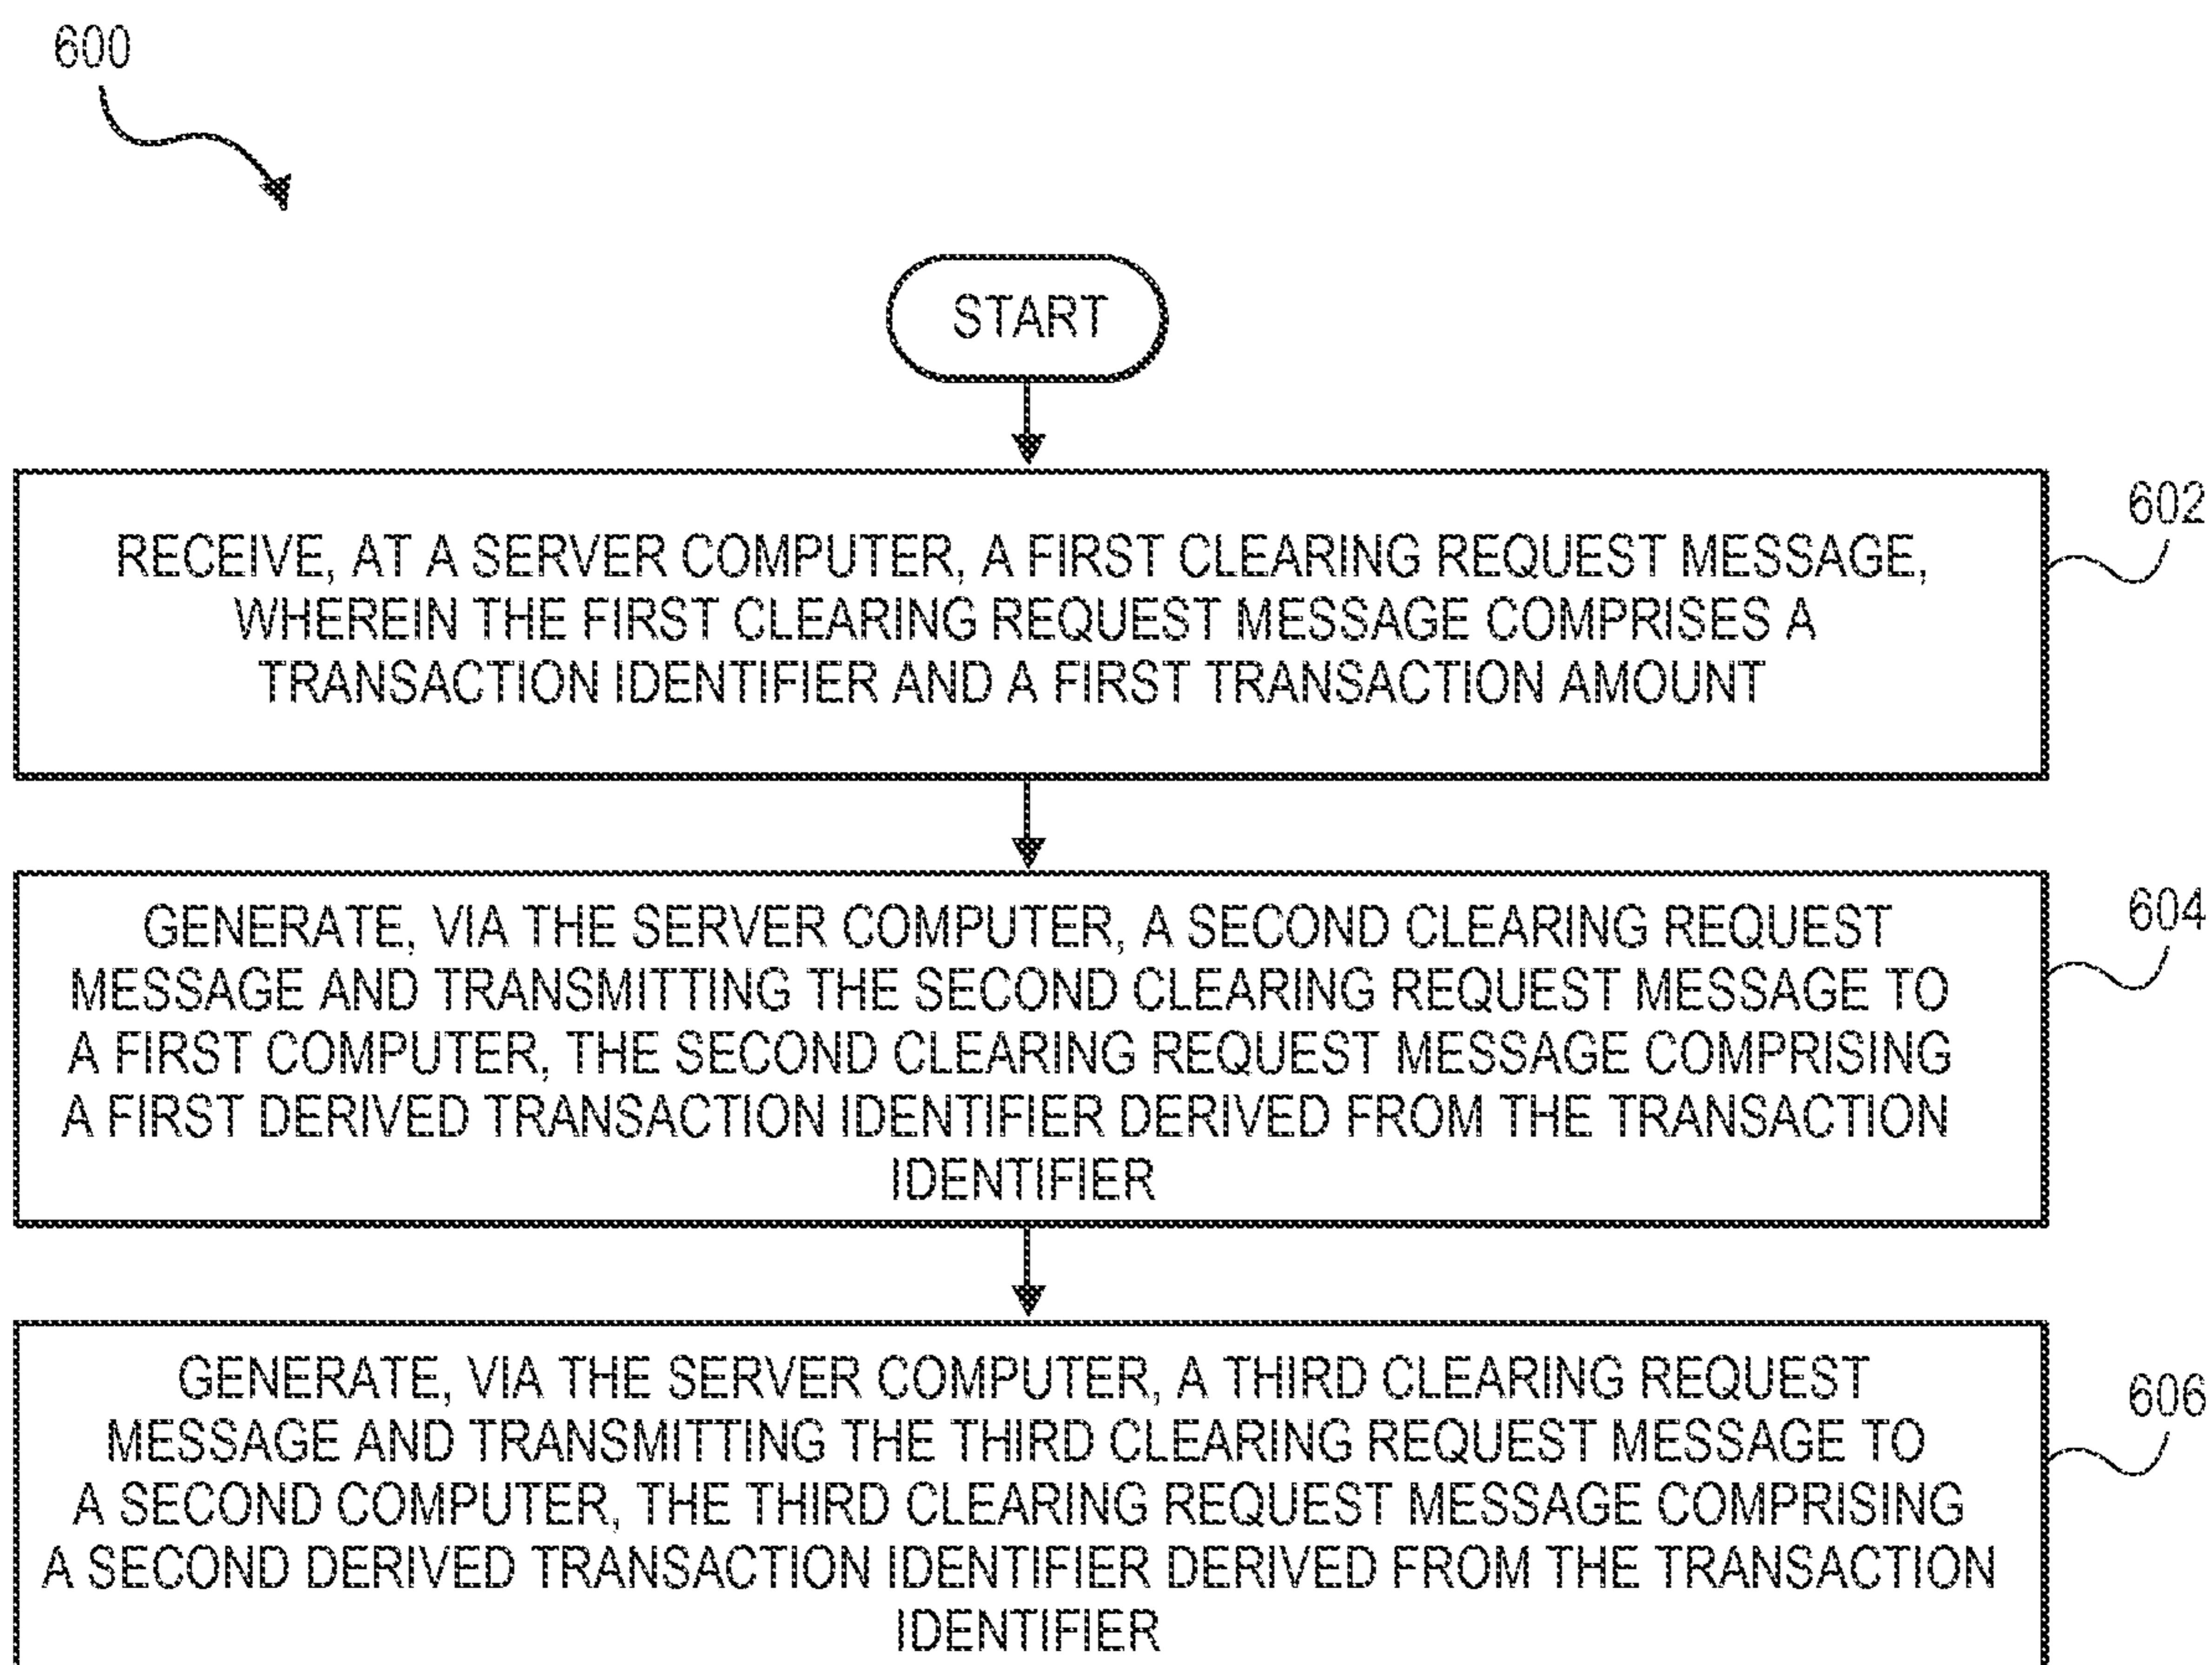 600
START
RECEIVE, AT A SERVER COMPUTER, A FIRST CLEARING REQUEST MESSAGE,
WHEREIN THE FIRST CLEARING REQUEST MESSAGE COMPRISES A
TRANSACTION IDENTIFIER AND A FIRST TRANSACTION AMOUNT
602
GENERATE, VIA THE SERVER COMPUTER, A SECOND CLEARING REQUEST
MESSAGE AND TRANSMITTING THE SECOND CLEARING REQUEST MESSAGE TO
A FIRST COMPUTER, THE SECOND CLEARING REQUEST MESSAGE COMPRISING
A FIRST DERIVED TRANSACTION IDENTIFIER DERIVED FROM THE TRANSACTION
IDENTIFIER
604
GENERATE, VIA THE SERVER COMPUTER, A THIRD CLEARING REQUEST
MESSAGE AND TRANSMITTING THE THIRD CLEARING REQUEST MESSAGE TO
A SECOND COMPUTER, THE THIRD CLEARING REQUEST MESSAGE COMPRISING
A SECOND DERIVED TRANSACTION IDENTIFIER DERIVED FROM THE TRANSACTION
IDENTIFIER
606